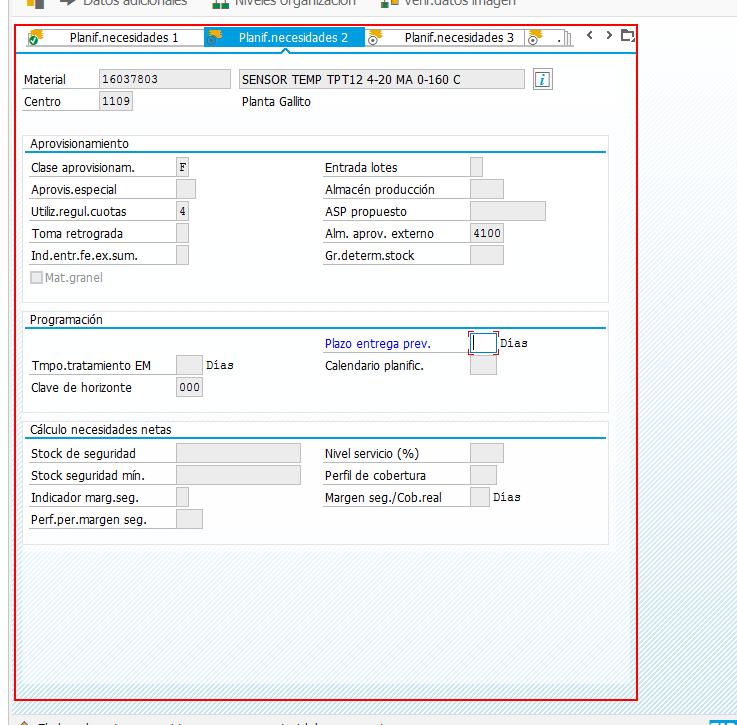 Datos adicionales Niveles organización Verif.datos imagen
Planif.necesidades 1 Planif.necesidades 2 Planif.necesidades 3 .
Material 16037803 SENSOR TEMP TPT12 4-20 MA 0-160 C i
Centro 1109 Planta Gallito
Aprovisionamiento
Clase aprovisionam. F Entrada lotes
Aprovis.especial Almacén producción
Utiliz.regul.cuotas 4 ASP propuesto
Toma retrograda Alm. aprov. externo 4100
Ind.entr.fe.ex.sum. Gr.determ.stock
Mat.granel
Programación
Plazo entrega prev. Días
Tmpo.tratamiento EM Días Calendario planific.
Clave de horizonte 000
Cálculo necesidades netas
Stock de seguridad Nivel servicio (%)
Stock seguridad mín. Perfil de cobertura
Indicador marg.seg. Margen seg./Cob.real Días
Perf.per.margen seg.